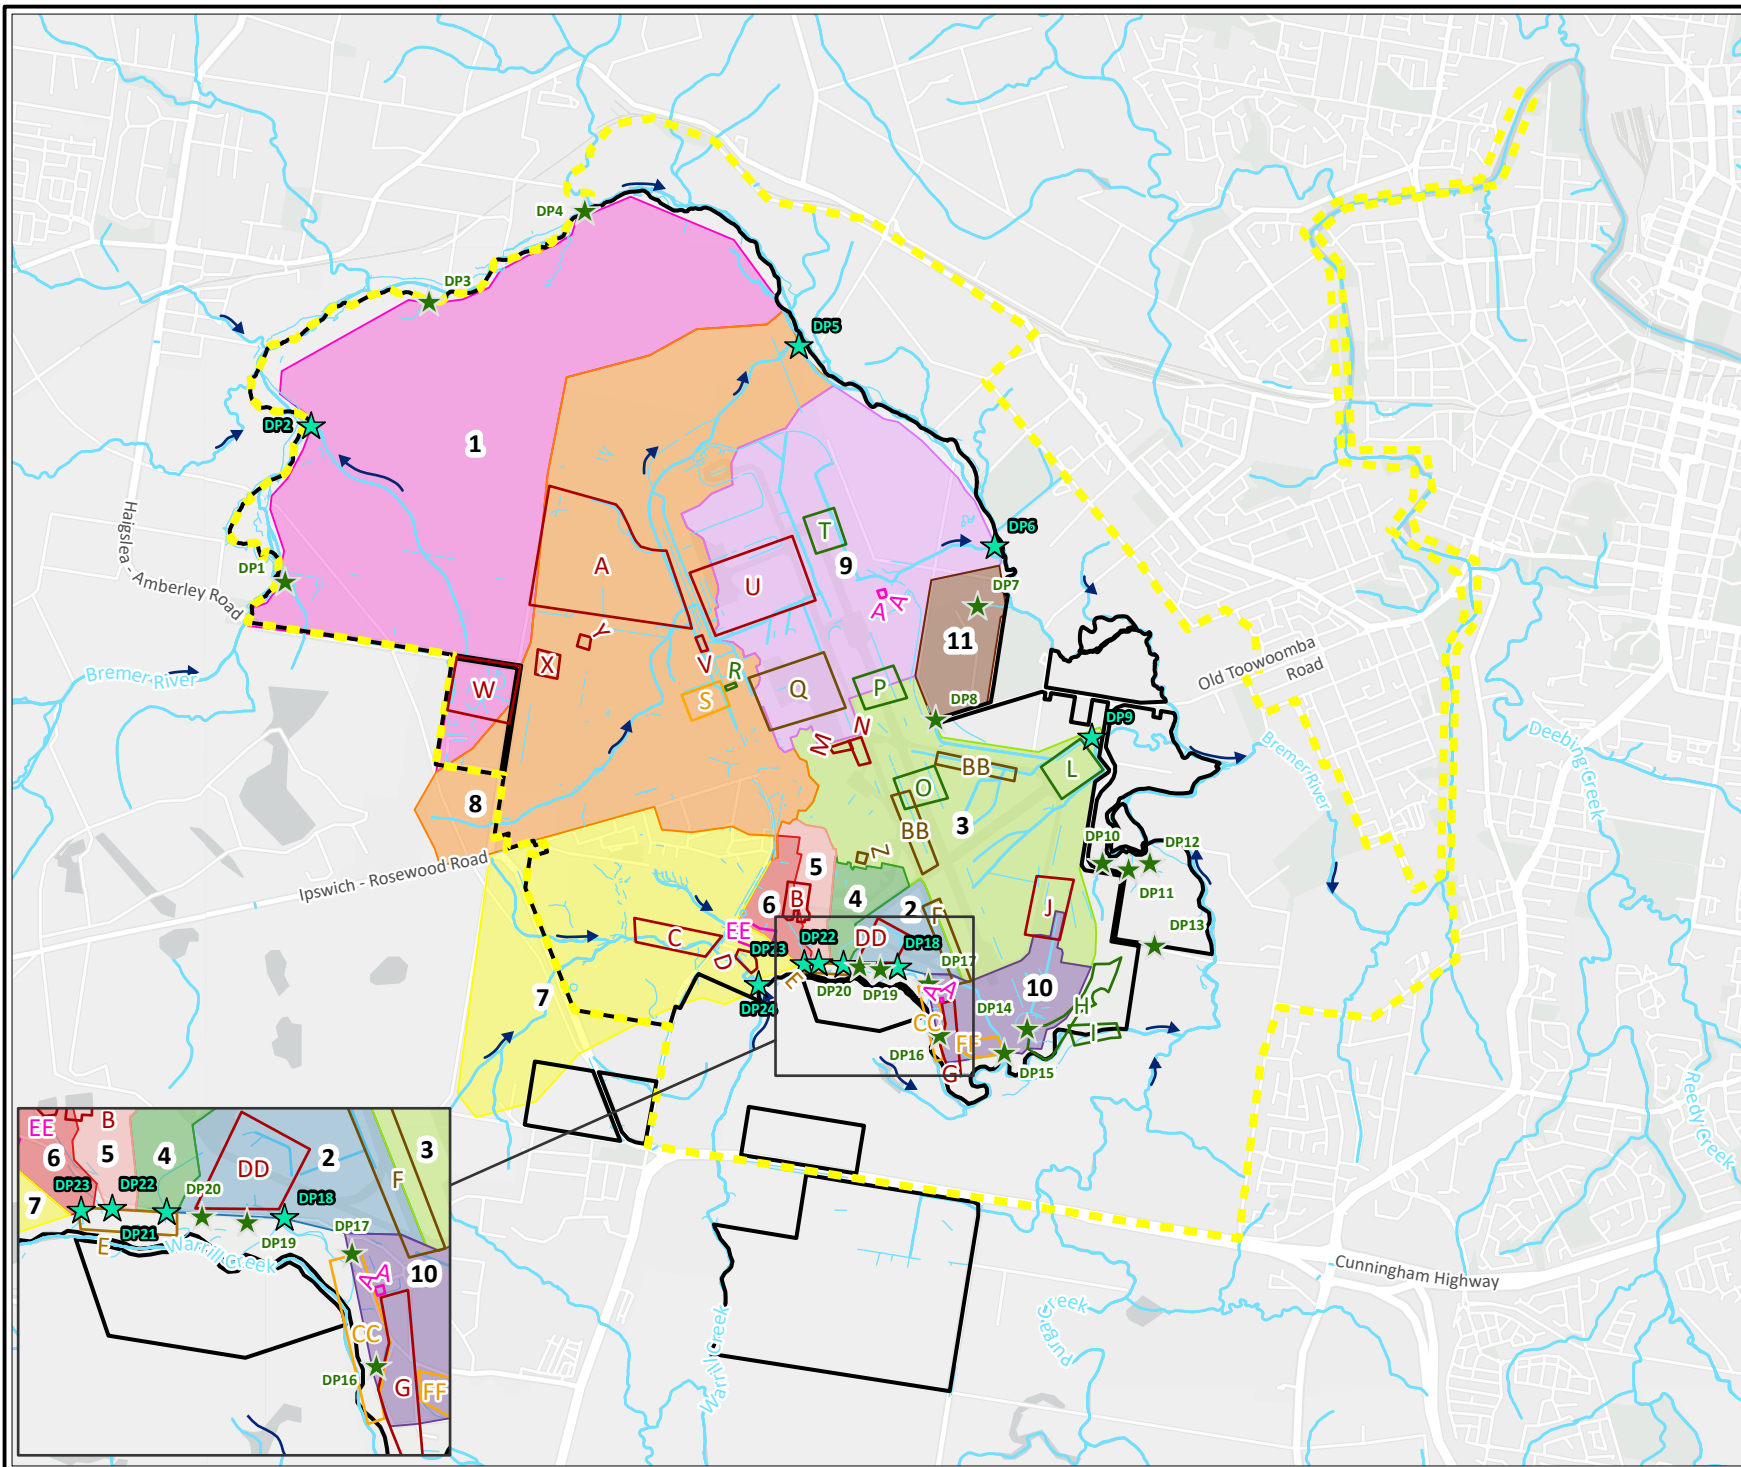 DP4
DP3
DP5
DP2
1
T
DP6
9
A
U
AA
DP7
DP1
Haigslea - Amberley Road
11
Y
X
V
R
Old Toowoomba
Road
W
S
Q
P
DP8
DP9
Bremer River
N
M
BB
L
Bremer River
Deebing Creek
O
8
BB
3
Z
DP10
DP12
Ipswich - Rosewood Road
5
DP11
B
4
2
F
J
6
EE
C
DD
DP13
D
DP23
DP22
DP18
DP17
E
DP20
DP19
AA
10
7
DP24
DP14
H
CC
FF
I
DP16
G
DP15
Reedy Creek
B
EE
3
6
5
4
2
DD
F
DP23
DP22
DP20
DP18
7
DP21
DP19
DP17
E
Warrill Creek
AA
10
CC
DP16
G
FF
Warrill Creek
Creek
Cunningham Highway